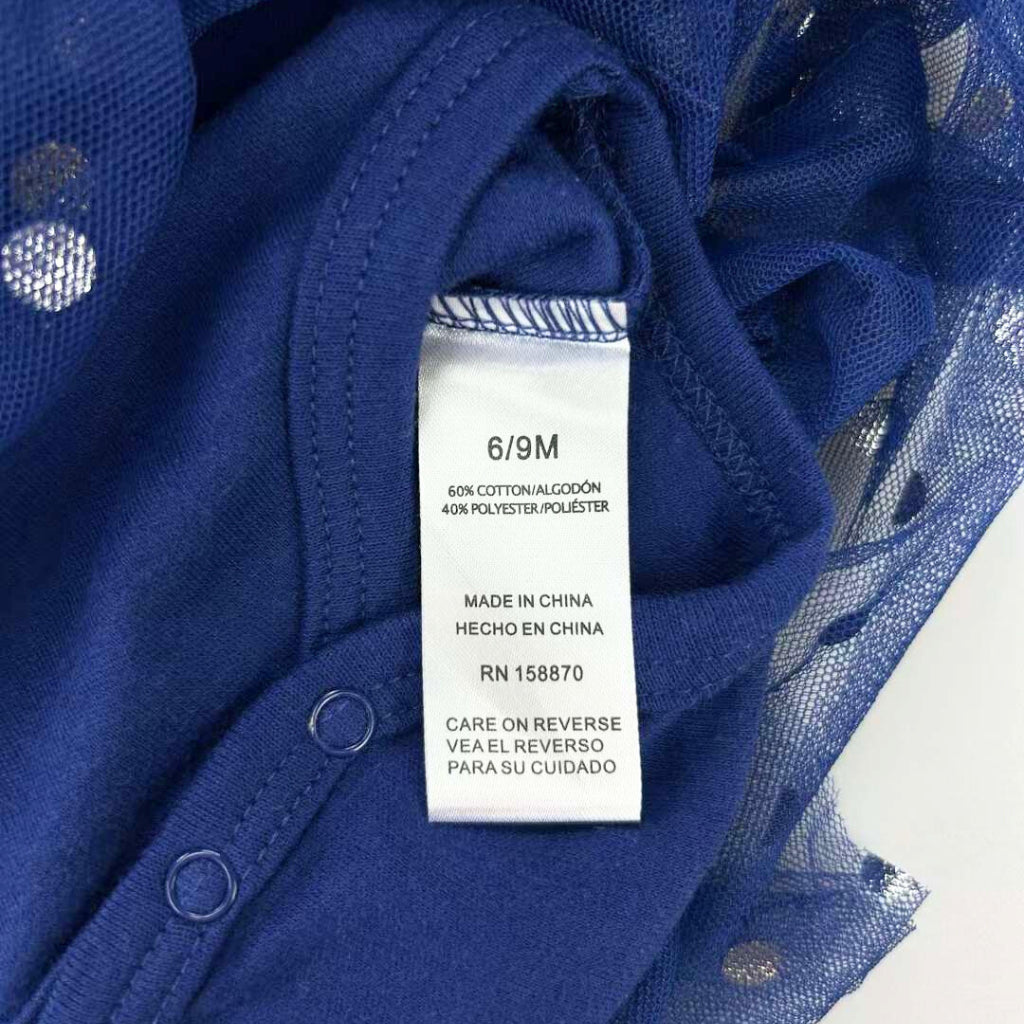 6/9M
60% COTTON/ALGODÓN
40% POLYESTER/POLIÉSTER
MADE IN CHINA
HECHO EN CHINA
RN 158870
CARE ON REVERSE
VEA EL REVERSO
PARA SU CUIDADO